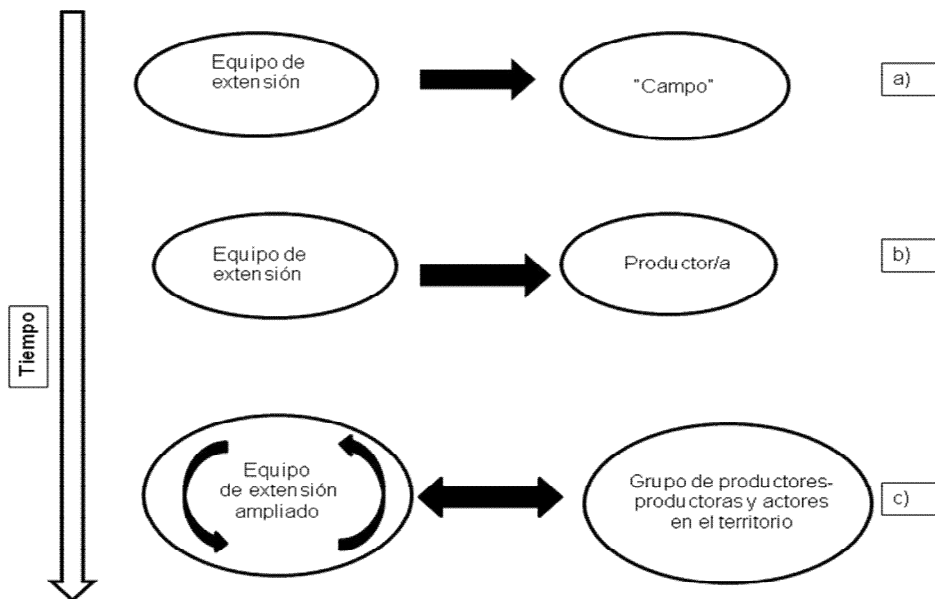 Equipo de
extensión
"Campo"
a)
Equipo de
extensión
Productor/a
b)
Tiempo
Equipo
de extensión
ampliado
Grupo de productores-
productoras y actores
en el territorio
c)